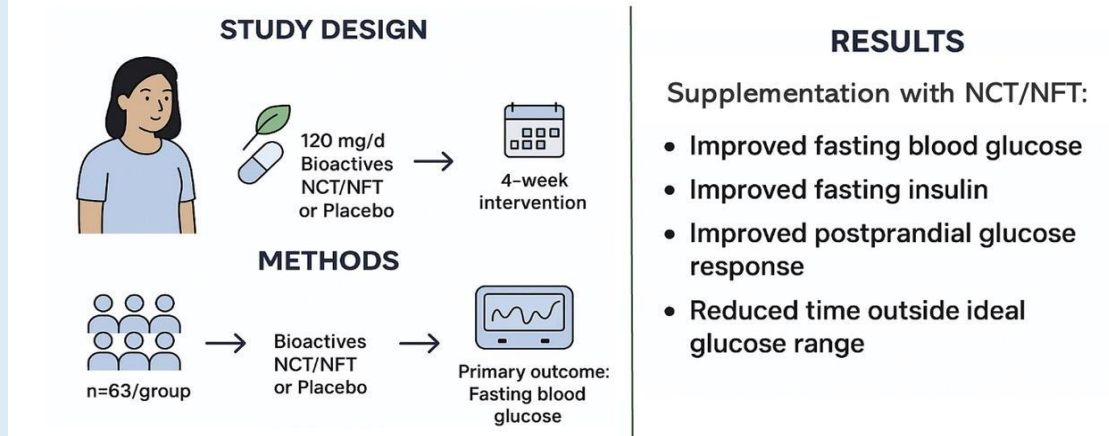 STUDY DESIGN
120 mg/d
Bioactives
NCT/NFT
or Placebo
4-week
intervention
METHODS
n=63/group
Bioactives
NCT/NFT
or Placebo
Primary outcome:
Fasting blood
glucose
RESULTS
Supplementation with NCT/NFT:
• Improved fasting blood glucose
• Improved fasting insulin
• Improved postprandial glucose
response
• Reduced time outside ideal
glucose range